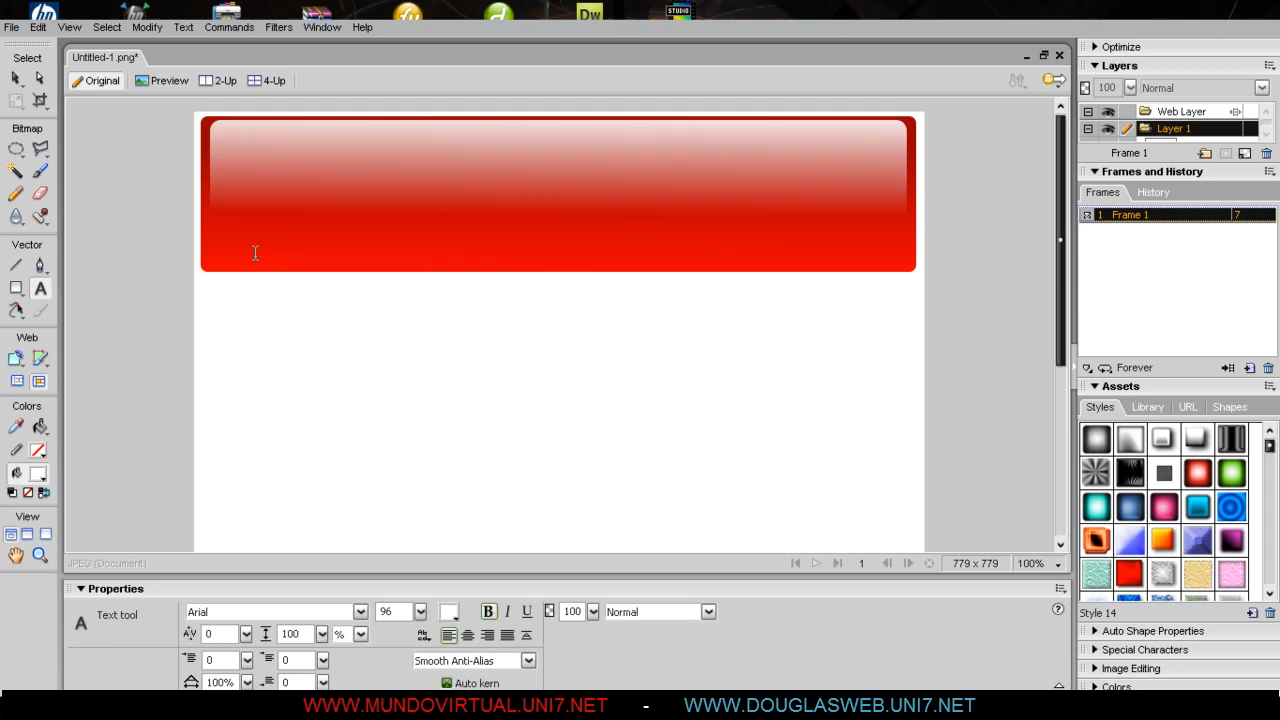 hp
Dw
STUDIO
File Edit View Select Modify Text Commands Filters Window Help
Select
Untitled-1.png*
Original Preview 2-Up 4-Up
Bitmap
Vector
A
Web
Colors
View
JPEG (Document) 1 779 x 779 100%
Optimize
Layers
100 Normal
Web Layer
Layer 1
Frame 1
Frames and History
Frames History
1 Frame 1 7
Forever
Assets
Styles Library URL Shapes
Style 14
Auto Shape Properties
Special Characters
Image Editing
Colors
Properties
A Text tool
Arial 96 B I U 100 Normal
AV 0 100 %
0 0 Smooth Anti-Alias
100% 0 Auto kern
WWW.MUNDOVIRTUAL.UNI7.NET - WWW.DOUGLASWEB.UNI7.NET